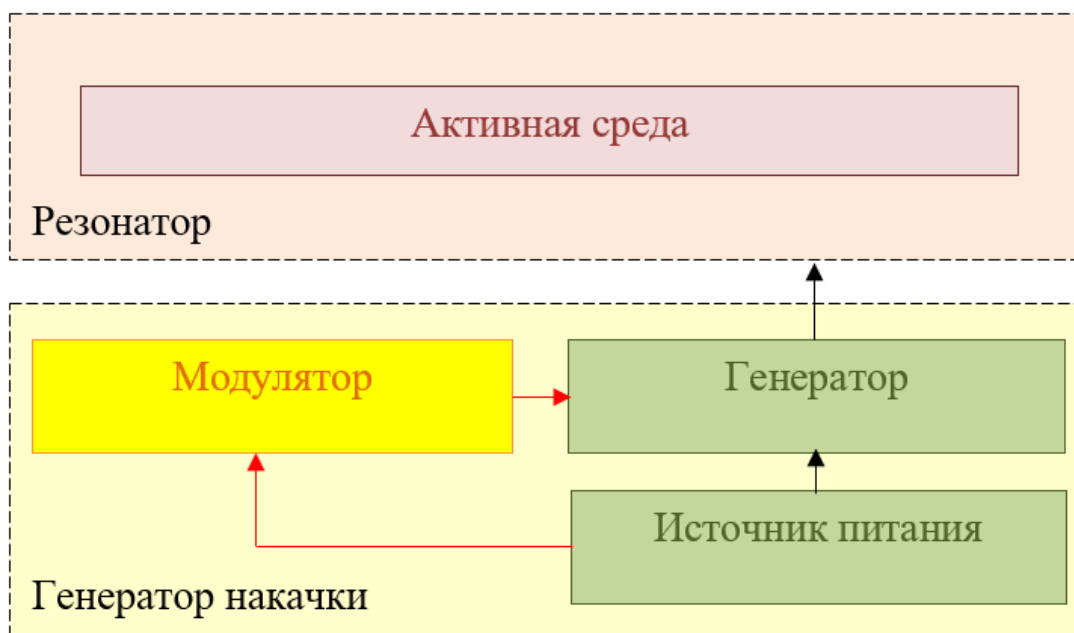 Активная среда
Резонатор
Модулятор
Генератор
Источник питания
Генератор накачки